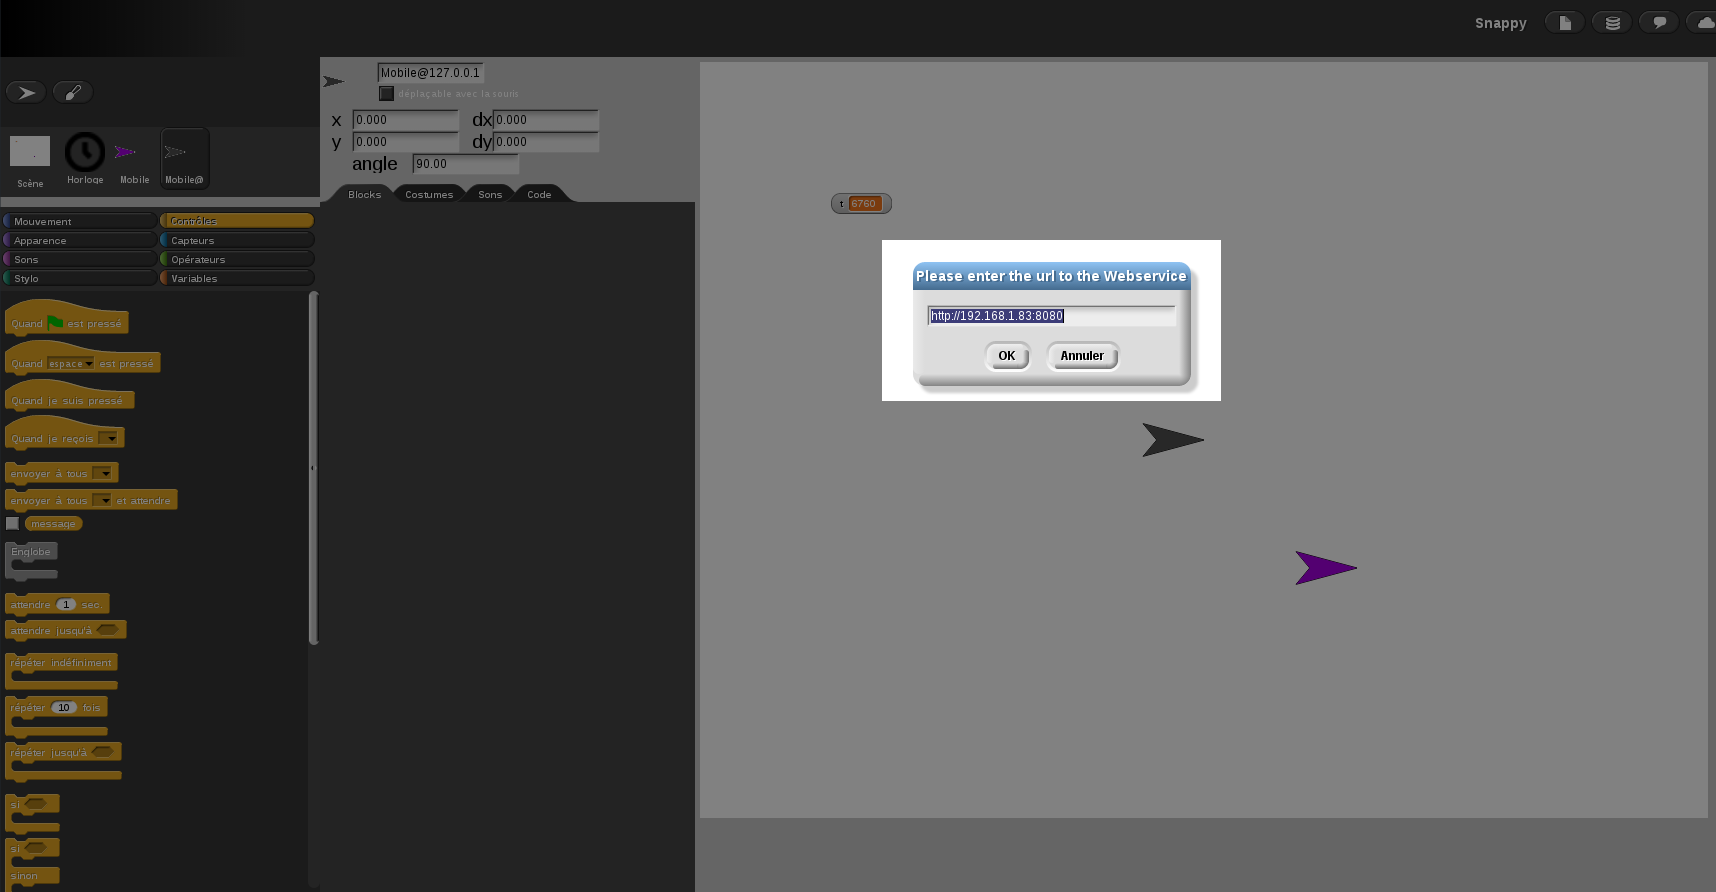 Snappy
Mobile@127.0.0.1
déplaçable avec la souris
x 0.000 dx 0.000
y 0.000 dy 0.000
angle 90.00
Scène Horloge Mobile Mobile@
Blocks Costumes Sons Code
Mouvement Contrôles
Apparence Capteurs
Sons Opérateurs
Stylo Variables
Quand est pressé
Quand espace est pressé
Quand je suis pressé
Quand je reçois
envoyer à tous
envoyer à tous et attendre
message
Englobe
attendre 1 sec.
attendre jusqu'à
répéter indéfiniment
répéter 10 fois
répéter jusqu'à
si
si
sinon
t 6760
Please enter the url to the Webservice
http://192.168.1.83:8080
OK Annuler